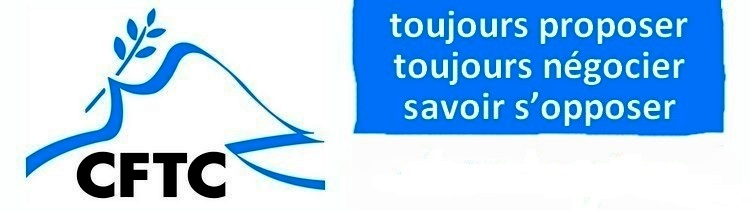 toujours proposer
toujours négocier
savoir s’opposer
CFTC